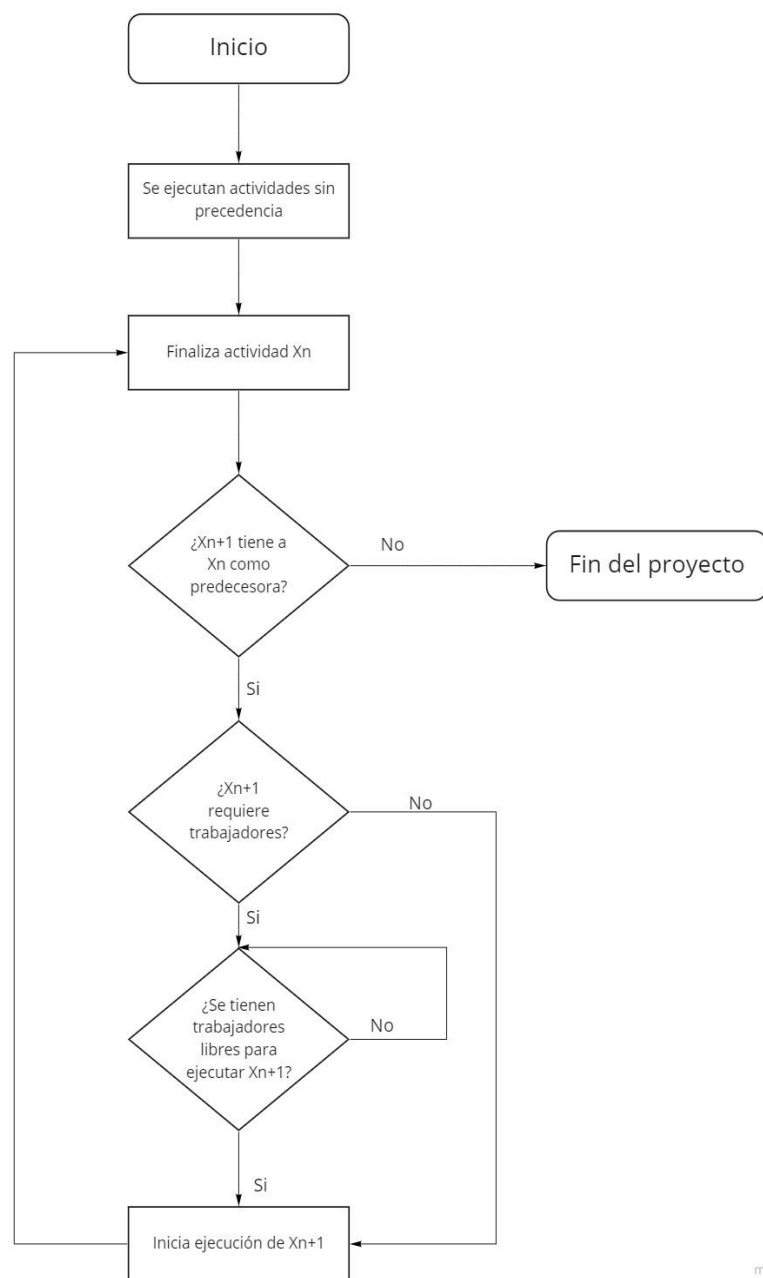 Inicio
Se ejecutan actividades sin
precedencia
Finaliza actividad Xn
¿Xn+1 tiene a
Xn como
predecesora?
No
Fin del proyecto
Si
¿Xn+1
requiere
trabajadores?
No
Si
¿Se tienen
trabajadores
libres para
ejecutar Xn+1?
No
Si
Inicia ejecución de Xn+1